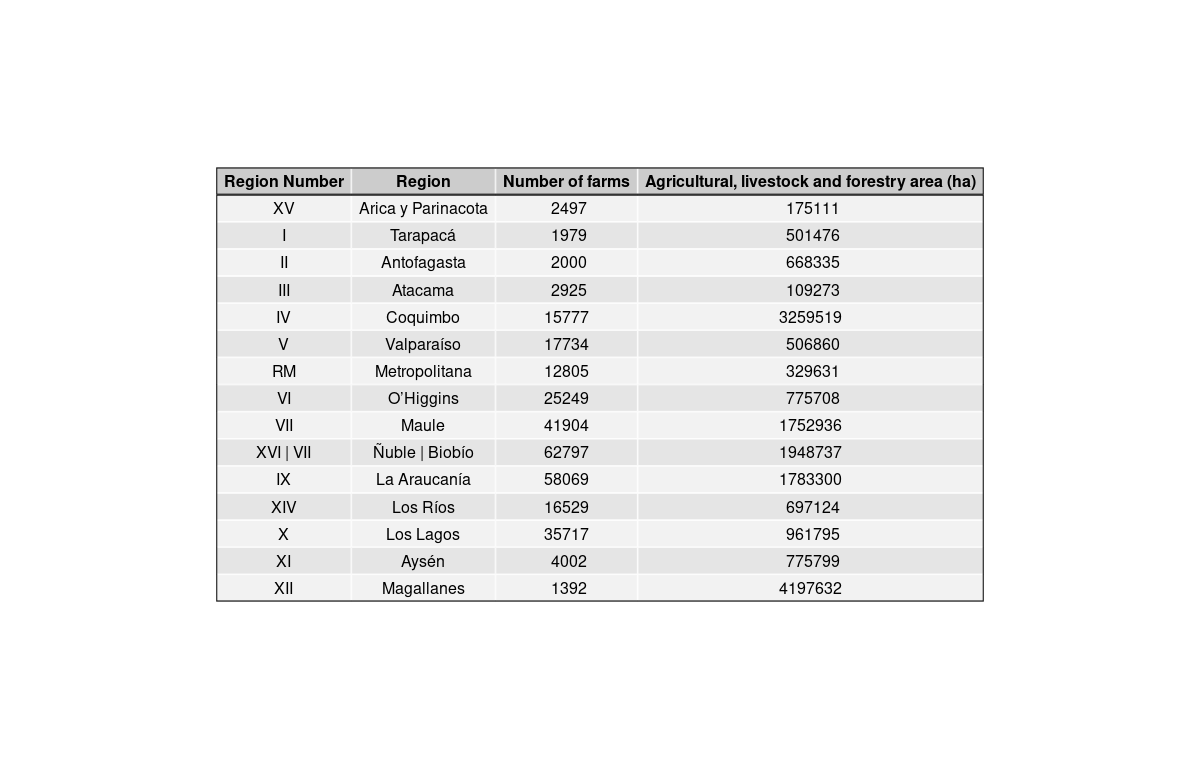 Region Number Region Number of farms Agricultural, livestock and forestry area (ha)
XV Arica y Parinacota 2497 175111
I Tarapacá 1979 501476
II Antofagasta 2000 668335
III Atacama 2925 109273
IV Coquimbo 15777 3259519
V Valparaíso 17734 506860
RM Metropolitana 12805 329631
VI O’Higgins 25249 775708
VII Maule 41904 1752936
XVI | VII Ñuble | Biobío 62797 1948737
IX La Araucanía 58069 1783300
XIV Los Ríos 16529 697124
X Los Lagos 35717 961795
XI Aysén 4002 775799
XII Magallanes 1392 4197632